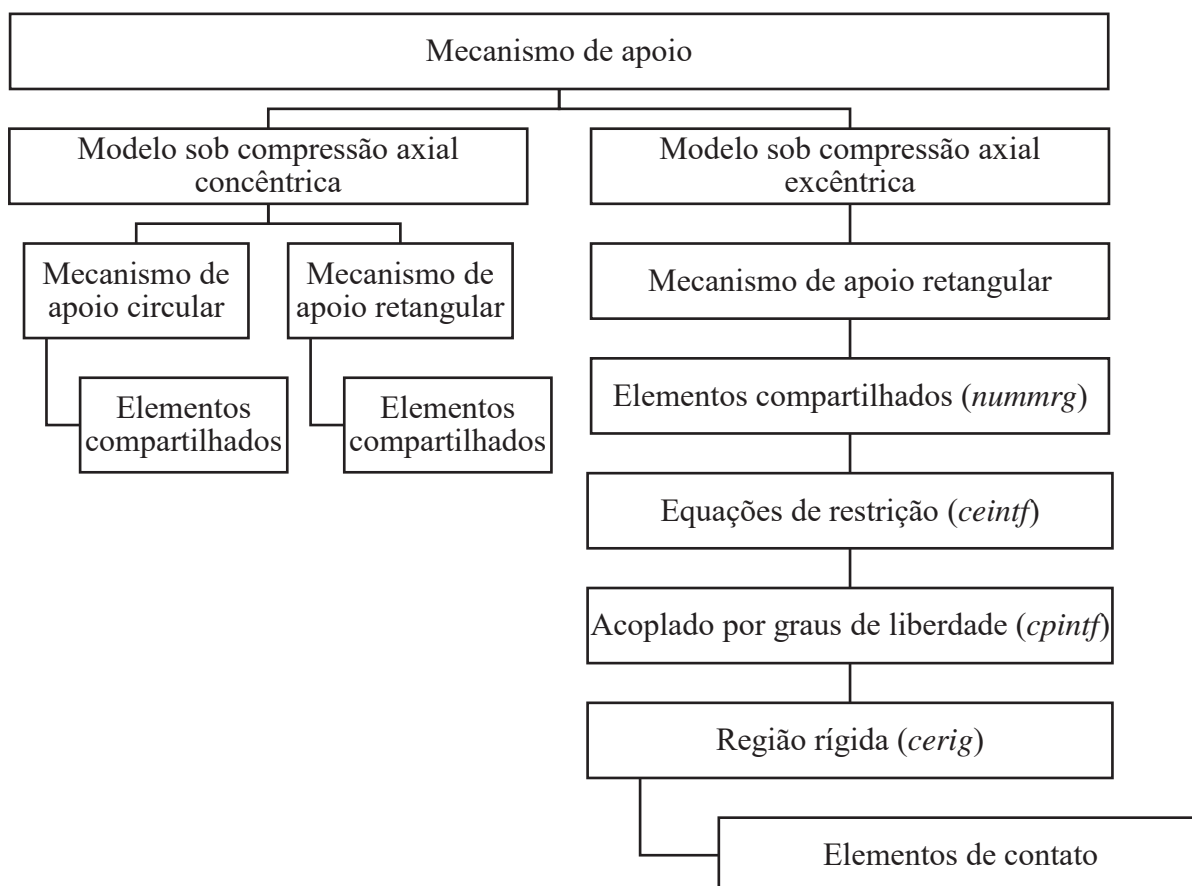 Mecanismo de apoio
Modelo sob compressão axial
concêntrica
Modelo sob compressão axial
excêntrica
Mecanismo de
apoio circular
Mecanismo de
apoio retangular
Elementos
compartilhados
Elementos
compartilhados
Mecanismo de apoio retangular
Elementos compartilhados (nummrg)
Equações de restrição (ceintf)
Acoplado por graus de liberdade (cpintf)
Região rígida (cerig)
Elementos de contato